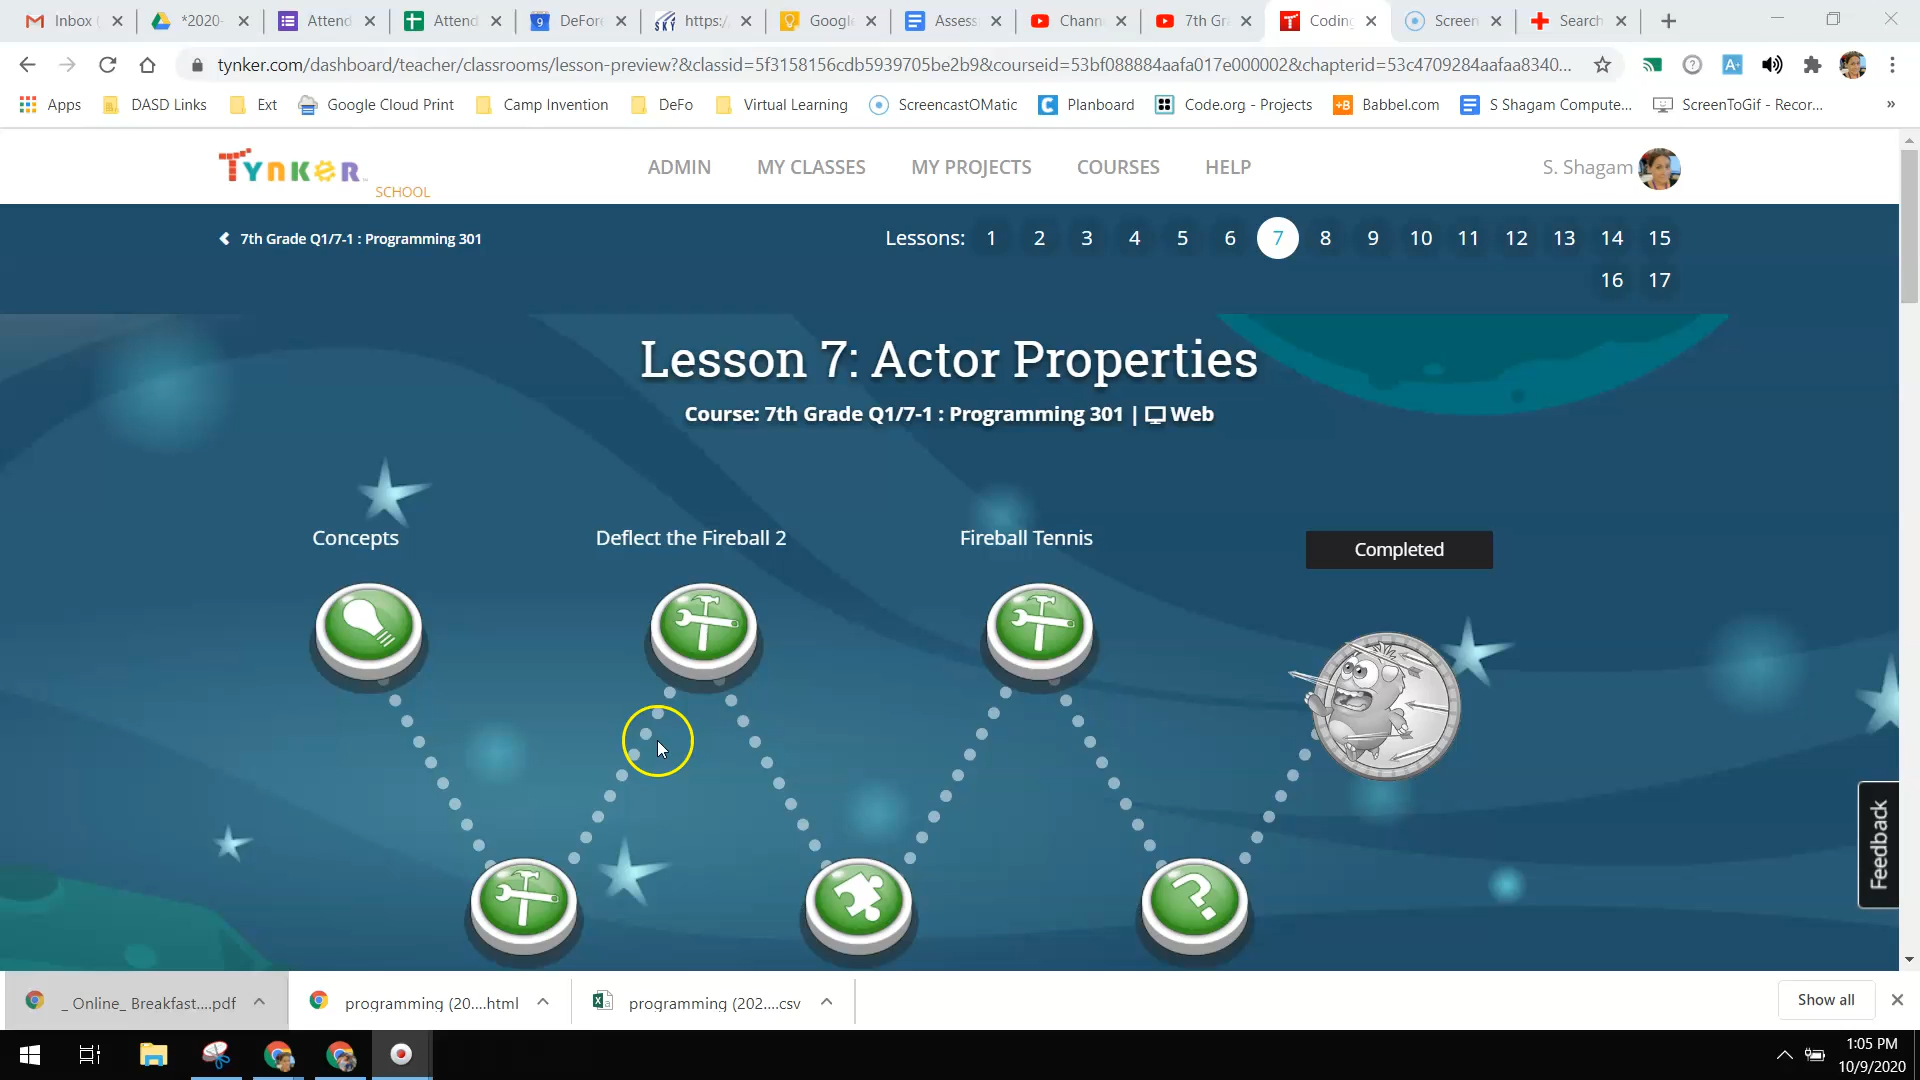 Inbox
*2020-
Attend
Attend
DeFore
https:/
Google
Assess
Chann
7th Gr
Coding
Screen
Search
tynker.com/dashboard/teacher/classrooms/lesson-preview?&classid=5f3158156cdb5939705be2b9&courseid=53bf088884aafa017e000002&chapterid=53c4709284aafaa8340...
Apps
DASD Links
Ext
Google Cloud Print
Camp Invention
DeFo
Virtual Learning
ScreencastOMatic
Planboard
Code.org - Projects
Babbel.com
S Shagam Compute...
ScreenToGif - Recor...
»
TYNKER
SCHOOL
ADMIN
MY CLASSES
MY PROJECTS
COURSES
HELP
S. Shagam
7th Grade Q1/7-1 : Programming 301
Lessons: 1 2 3 4 5 6 7 8 9 10 11 12 13 14 15
16 17
Lesson 7: Actor Properties
Course: 7th Grade Q1/7-1 : Programming 301 | Web
Concepts
Deflect the Fireball 2
Fireball Tennis
Completed
Feedback
_ Online_ Breakfast....pdf
programming (20....html
programming (202....csv
Show all
1:05 PM
10/9/2020